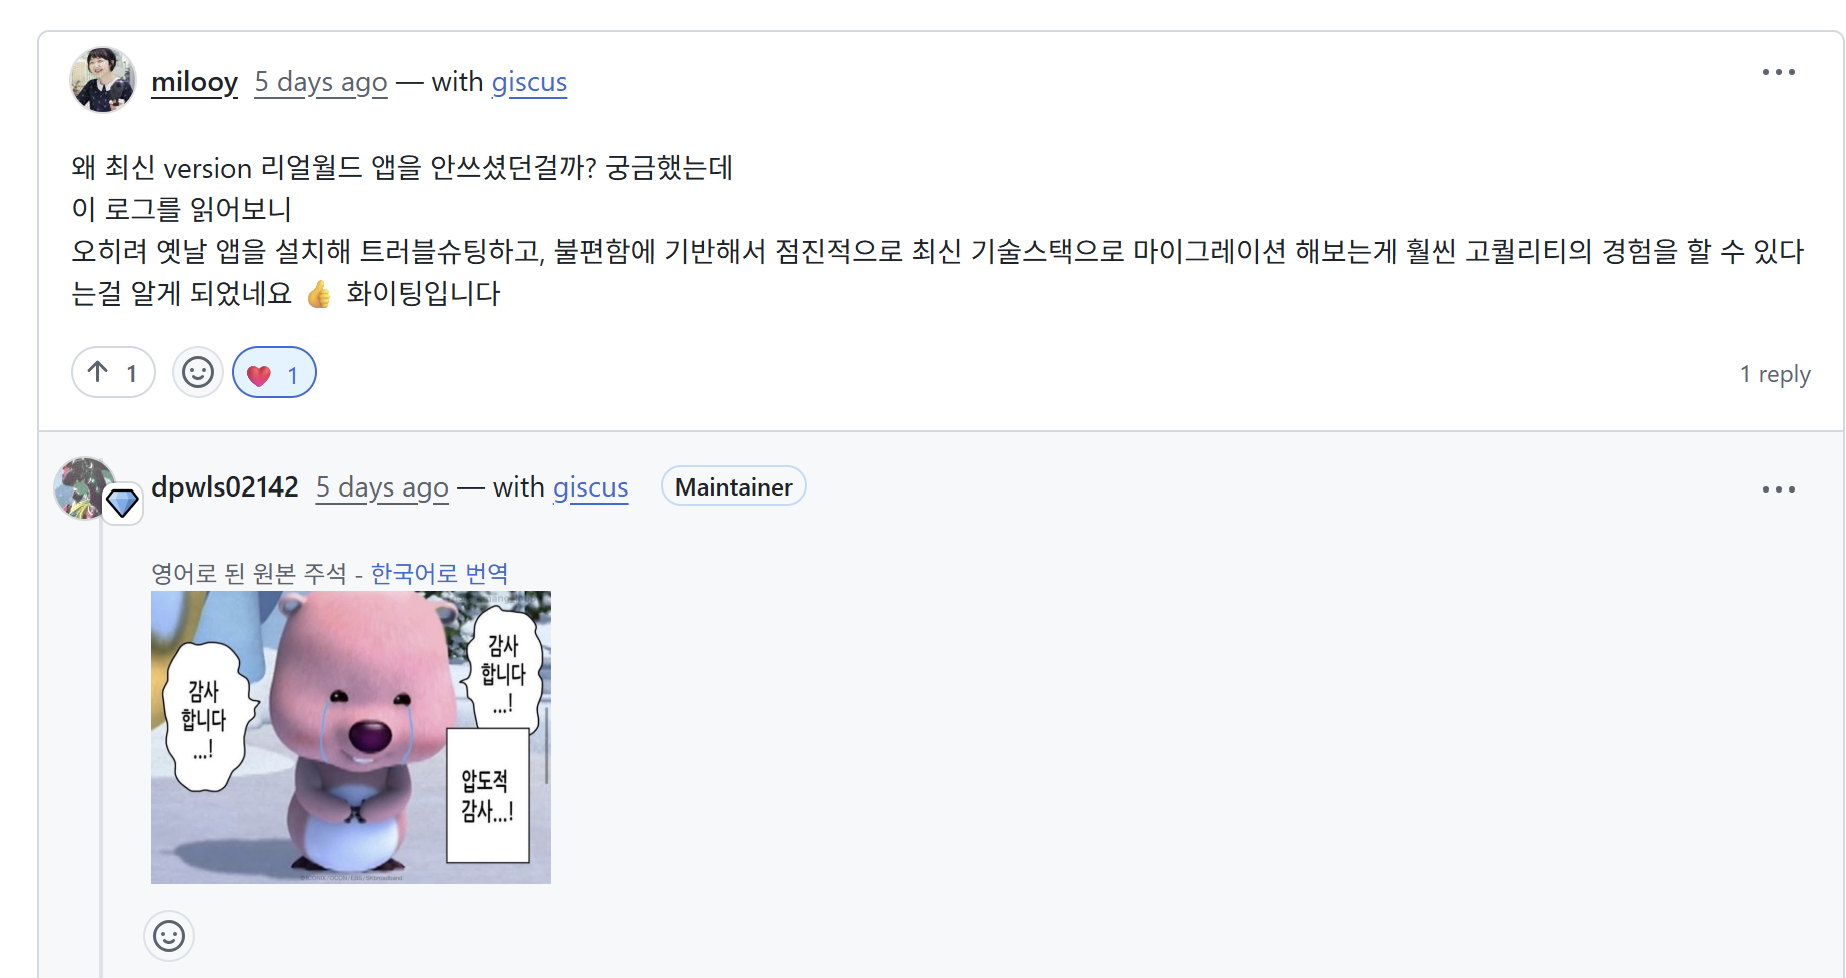 milooy 5 days ago — with giscus
왜 최신 version 리얼월드 앱을 안쓰셨던걸까? 궁금했는데
이 로그를 읽어보니
오히려 옛날 앱을 설치해 트러블슈팅하고, 불편함에 기반해서 점진적으로 최신 기술스택으로 마이그레이션 해보는게 훨씬 고퀄리티의 경험을 할 수 있다
는걸 알게 되었네요 👍 화이팅입니다
↑ 1 ❤️ 1
1 reply
dpwls02142 5 days ago — with giscus Maintainer
영어로 된 원본 주석 - 한국어로 번역
감사
합니다
...!
감사
합니다
...!
압도적
감사...!